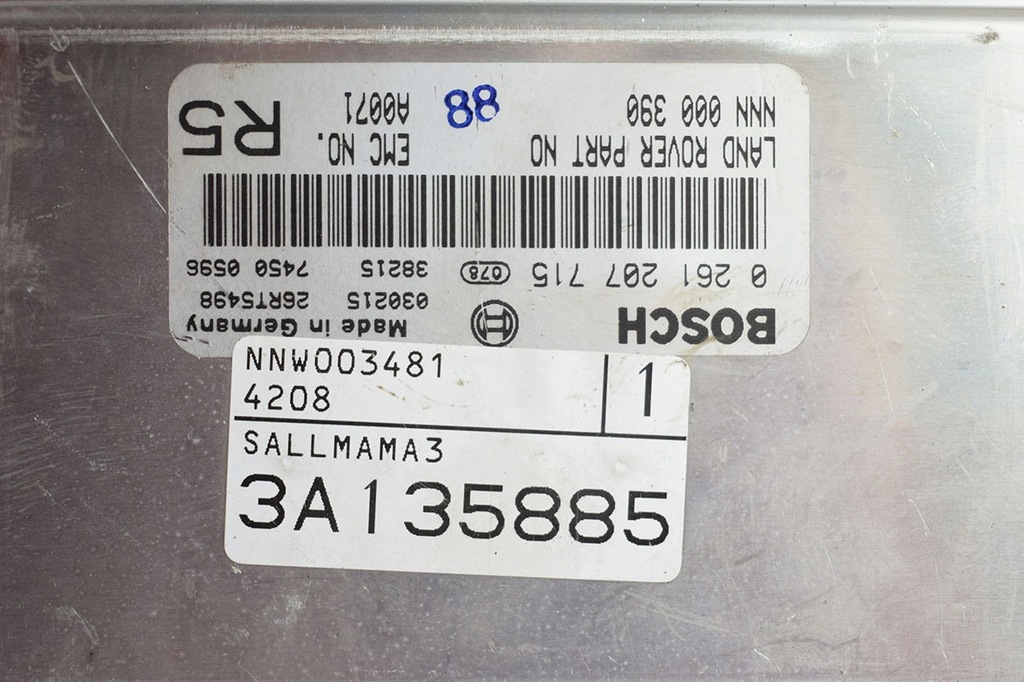 BOSCH Made in Germany
030215 26RT5498
0 261 207 715 078 38215 7450 0596
LAND ROVER PART NO EMC NO. R5
NNN 000 390 88 A0071
NNW003481 1
4208
SALLMAMA3
3A135885